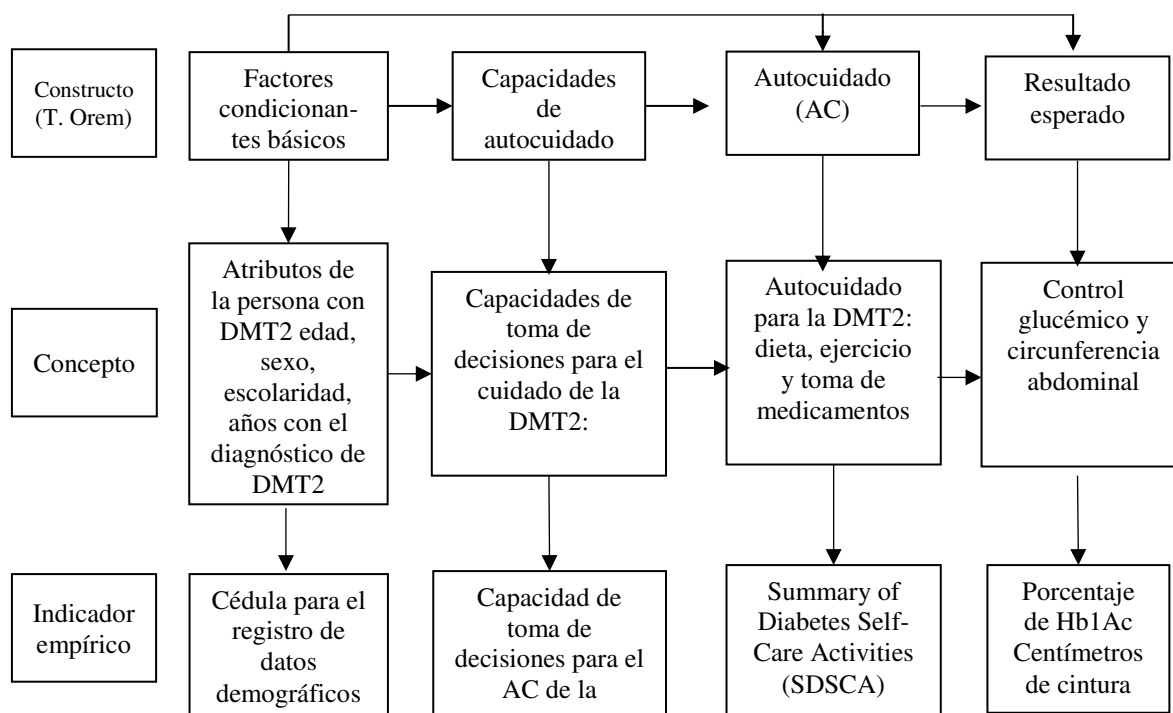 Constructo
(T. Orem)
Factores
condicionan-
tes básicos
Capacidades
de
autocuidado
Autocuidado
(AC)
Resultado
esperado
Concepto
Atributos de
la persona con
DMT2 edad,
sexo,
escolaridad,
años con el
diagnóstico de
DMT2
Capacidades de
toma de
decisiones para el
cuidado de la
DMT2:
Autocuidado
para la DMT2:
dieta, ejercicio
y toma de
medicamentos
Control
glucémico y
circunferencia
abdominal
Indicador
empírico
Cédula para el
registro de
datos
demográficos
Capacidad de
toma de
decisiones para el
AC de la
Summary of
Diabetes Self-
Care Activities
(SDSCA)
Porcentaje
de Hb1Ac
Centímetros
de cintura